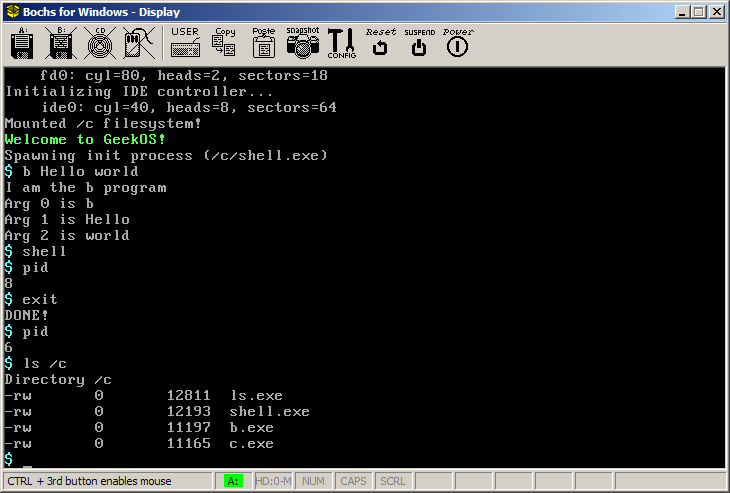 Bochs for Windows - Display
A: B: CD USER Copy Paste snapshot CONFIG Reset SUSPEND Power
fd0: cyl=80, heads=2, sectors=18
Initializing IDE controller...
ide0: cyl=40, heads=8, sectors=64
Mounted /c filesystem!
Welcome to GeekOS!
Spawning init process (/c/shell.exe)
$ b Hello world
I am the b program
Arg 0 is b
Arg 1 is Hello
Arg 2 is world
$ shell
$ pid
8
$ exit
DONE!
$ pid
6
$ ls /c
Directory /c
-rw 0 12811 ls.exe
-rw 0 12193 shell.exe
-rw 0 11197 b.exe
-rw 0 11165 c.exe
$ _
CTRL + 3rd button enables mouse A: HD:0-M NUM CAPS SCRL